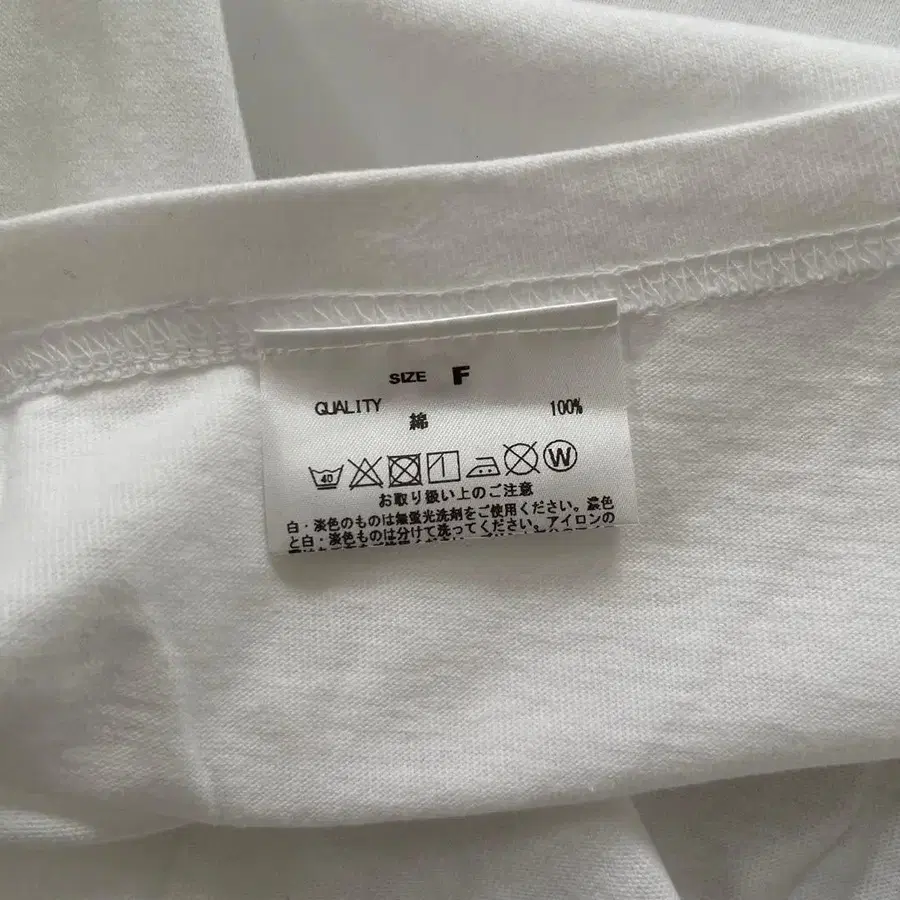 SIZE F
QUALITY
綿 100%
40 W
お取り扱い上のご注意
白・淡色のものは無蛍光洗剤をご使用ください。濃色
と白・淡色ものは分けて洗ってください。アイロンの